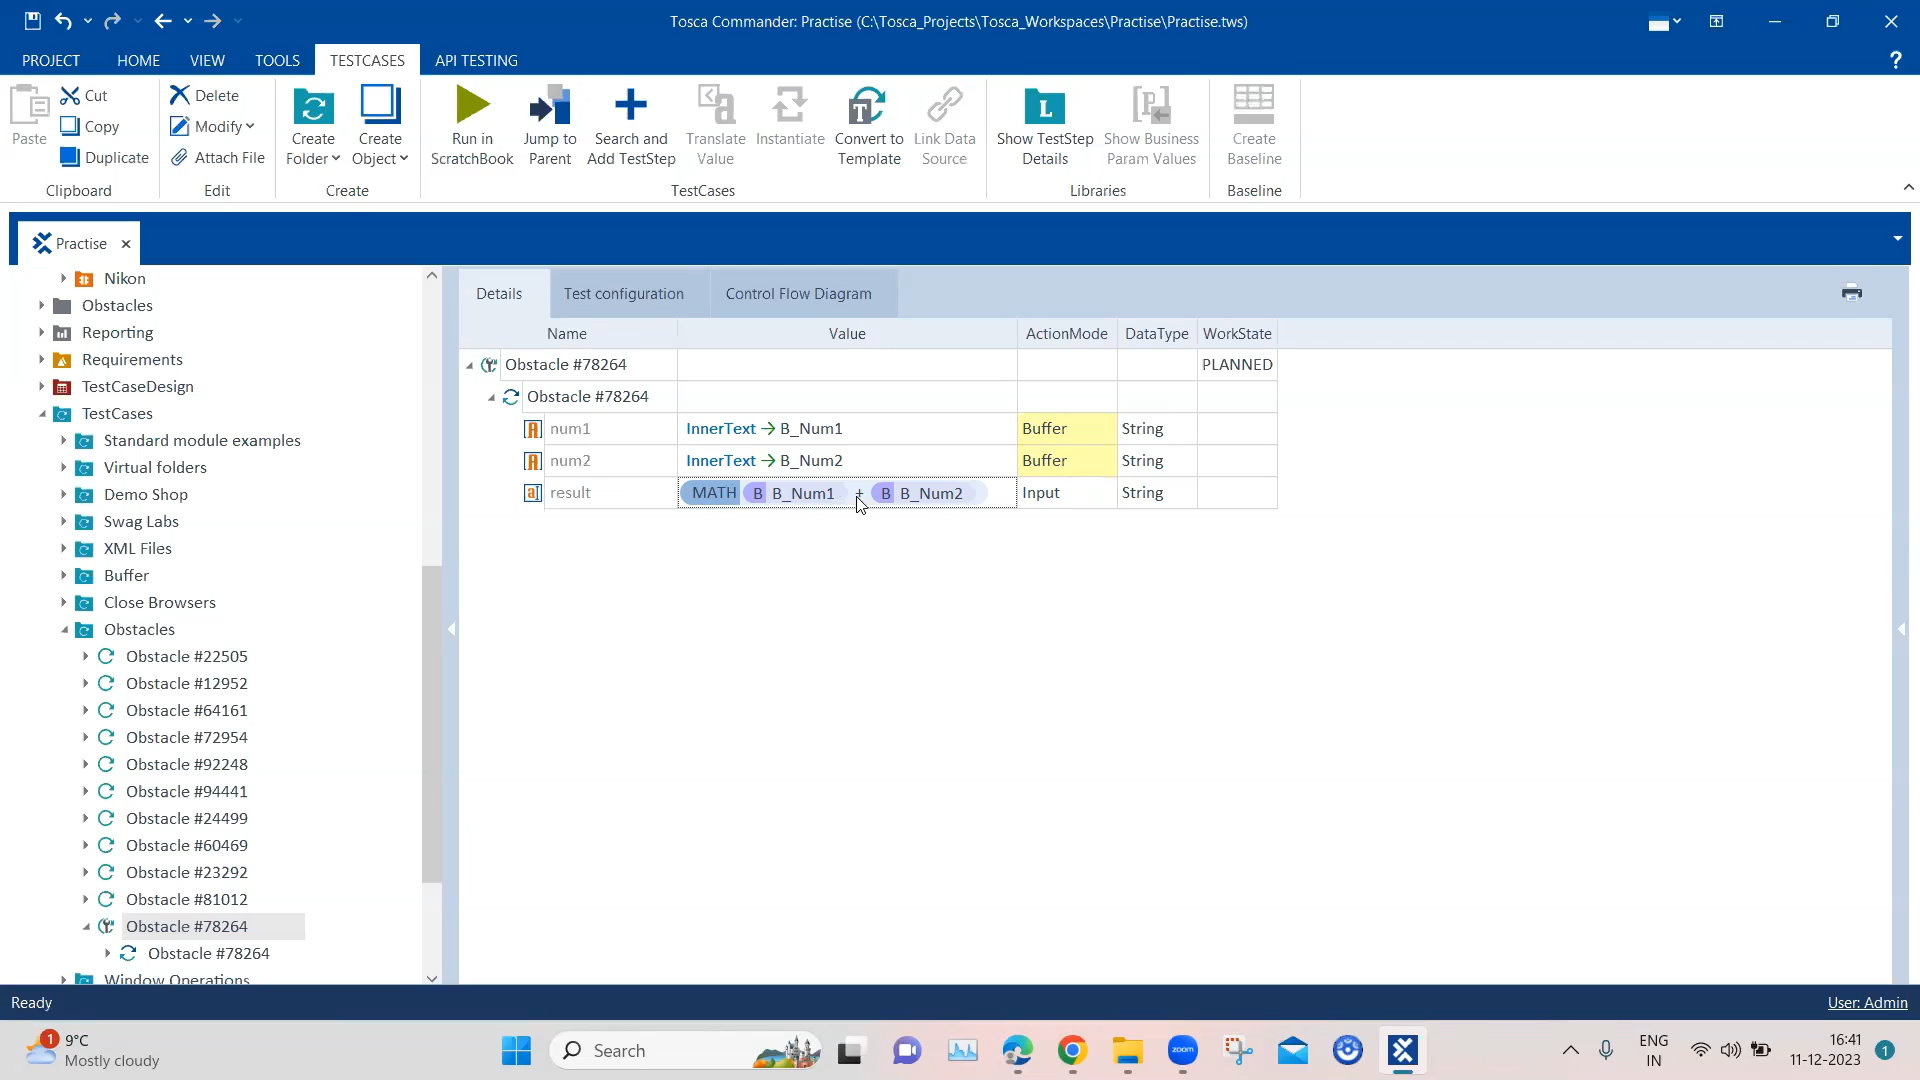 Tosca Commander: Practise (C:\Tosca_Projects\Tosca_Workspaces\Practise\Practise.tws)
PROJECT HOME VIEW TOOLS TESTCASES API TESTING ?
Paste
Cut
Copy
Duplicate
Clipboard
Delete
Modify
Attach File
Edit
Create Folder
Create Object
Create
Run in ScratchBook
Jump to Parent
Search and Add TestStep
Translate Value
Instantiate
Convert to Template
Link Data Source
TestCases
Show TestStep Details
Show Business Param Values
Libraries
Create Baseline
Baseline
Practise
Nikon
Obstacles
Reporting
Requirements
TestCaseDesign
TestCases
Standard module examples
Virtual folders
Demo Shop
Swag Labs
XML Files
Buffer
Close Browsers
Obstacles
Obstacle #22505
Obstacle #12952
Obstacle #64161
Obstacle #72954
Obstacle #92248
Obstacle #94441
Obstacle #24499
Obstacle #60469
Obstacle #23292
Obstacle #81012
Obstacle #78264
Obstacle #78264
Window Operations
Details Test configuration Control Flow Diagram
Name Value ActionMode DataType WorkState
Obstacle #78264 PLANNED
Obstacle #78264
num1 InnerText → B_Num1 Buffer String
num2 InnerText → B_Num2 Buffer String
result MATH B B_Num1 + B B_Num2 Input String
Ready User: Admin
1 9°C
Mostly cloudy
Search
zoom
ENG
IN
16:41
11-12-2023
1